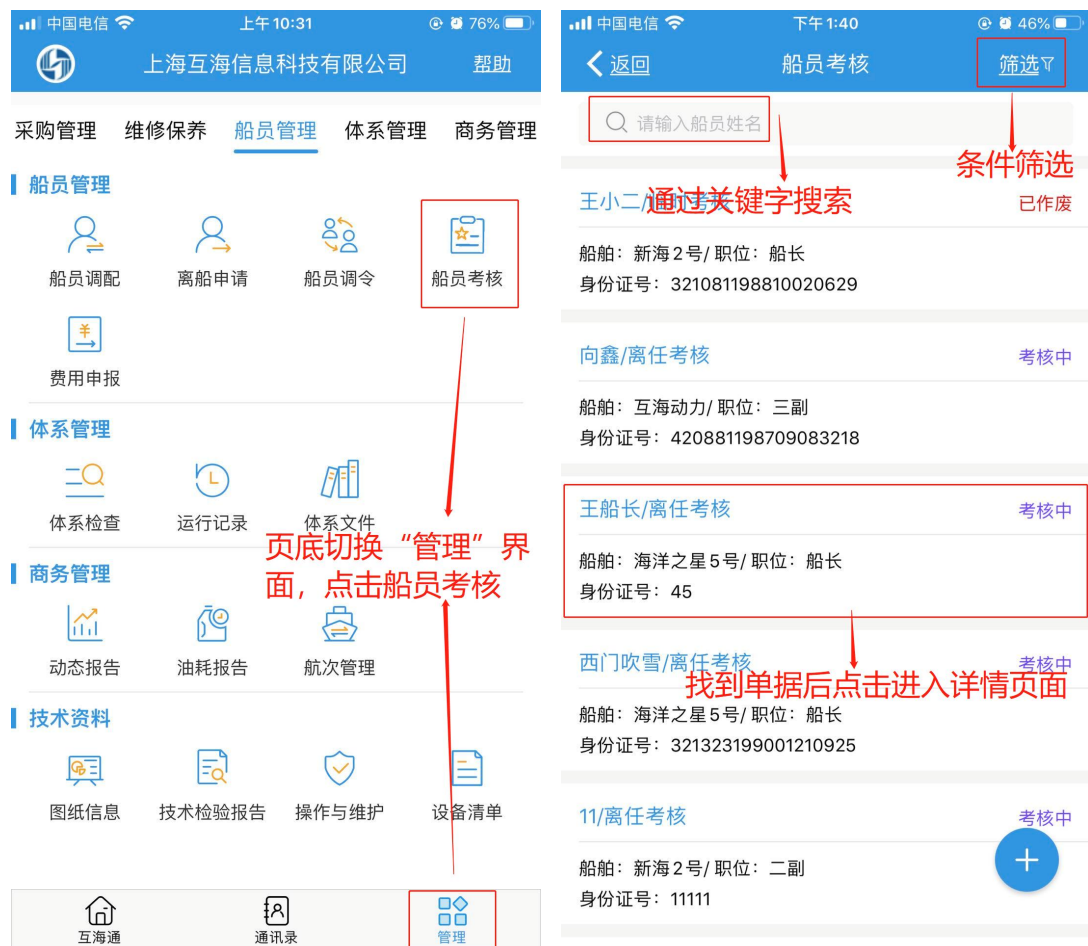 中国电信 上午10:31 76%
上海互海信息科技有限公司 帮助
采购管理 维修保养 船员管理 体系管理 商务管理
船员管理
船员调配 离船申请 船员调令 船员考核
费用申报
体系管理
体系检查 运行记录 体系文件
页底切换“管理”界
面，点击船员考核
商务管理
动态报告 油耗报告 航次管理
技术资料
图纸信息 技术检验报告 操作与维护 设备清单
互海通 通讯录 管理
中国电信 下午1:40 46%
返回 船员考核 筛选
请输入船员姓名
条件筛选
通过关键字搜索
王小二/临时考核 已作废
船舶：新海2号/职位：船长
身份证号：321081198810020629
向鑫/离任考核 考核中
船舶：互海动力/职位：三副
身份证号：420881198709083218
王船长/离任考核 考核中
船舶：海洋之星5号/职位：船长
身份证号：45
西门吹雪/离任考核 考核中
找到单据后点击进入详情页面
船舶：海洋之星5号/职位：船长
身份证号：321323199001210925
11/离任考核 考核中
船舶：新海2号/职位：二副
身份证号：11111